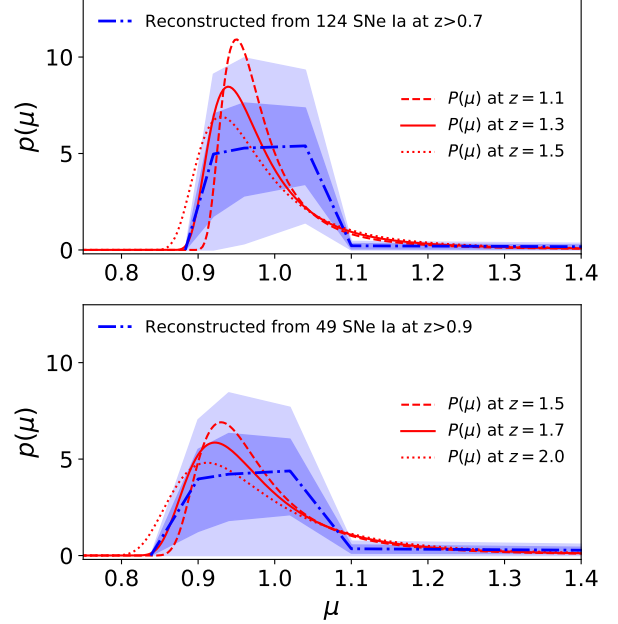 Reconstructed from 124 SNe Ia at z>0.7
10
P(μ) at z = 1.1
P(μ) at z = 1.3
P(μ) at z = 1.5
p(μ)
5
0
0.8 0.9 1.0 1.1 1.2 1.3 1.4
Reconstructed from 49 SNe Ia at z>0.9
10
P(μ) at z = 1.5
P(μ) at z = 1.7
P(μ) at z = 2.0
p(μ)
5
0
0.8 0.9 1.0 1.1 1.2 1.3 1.4
μ